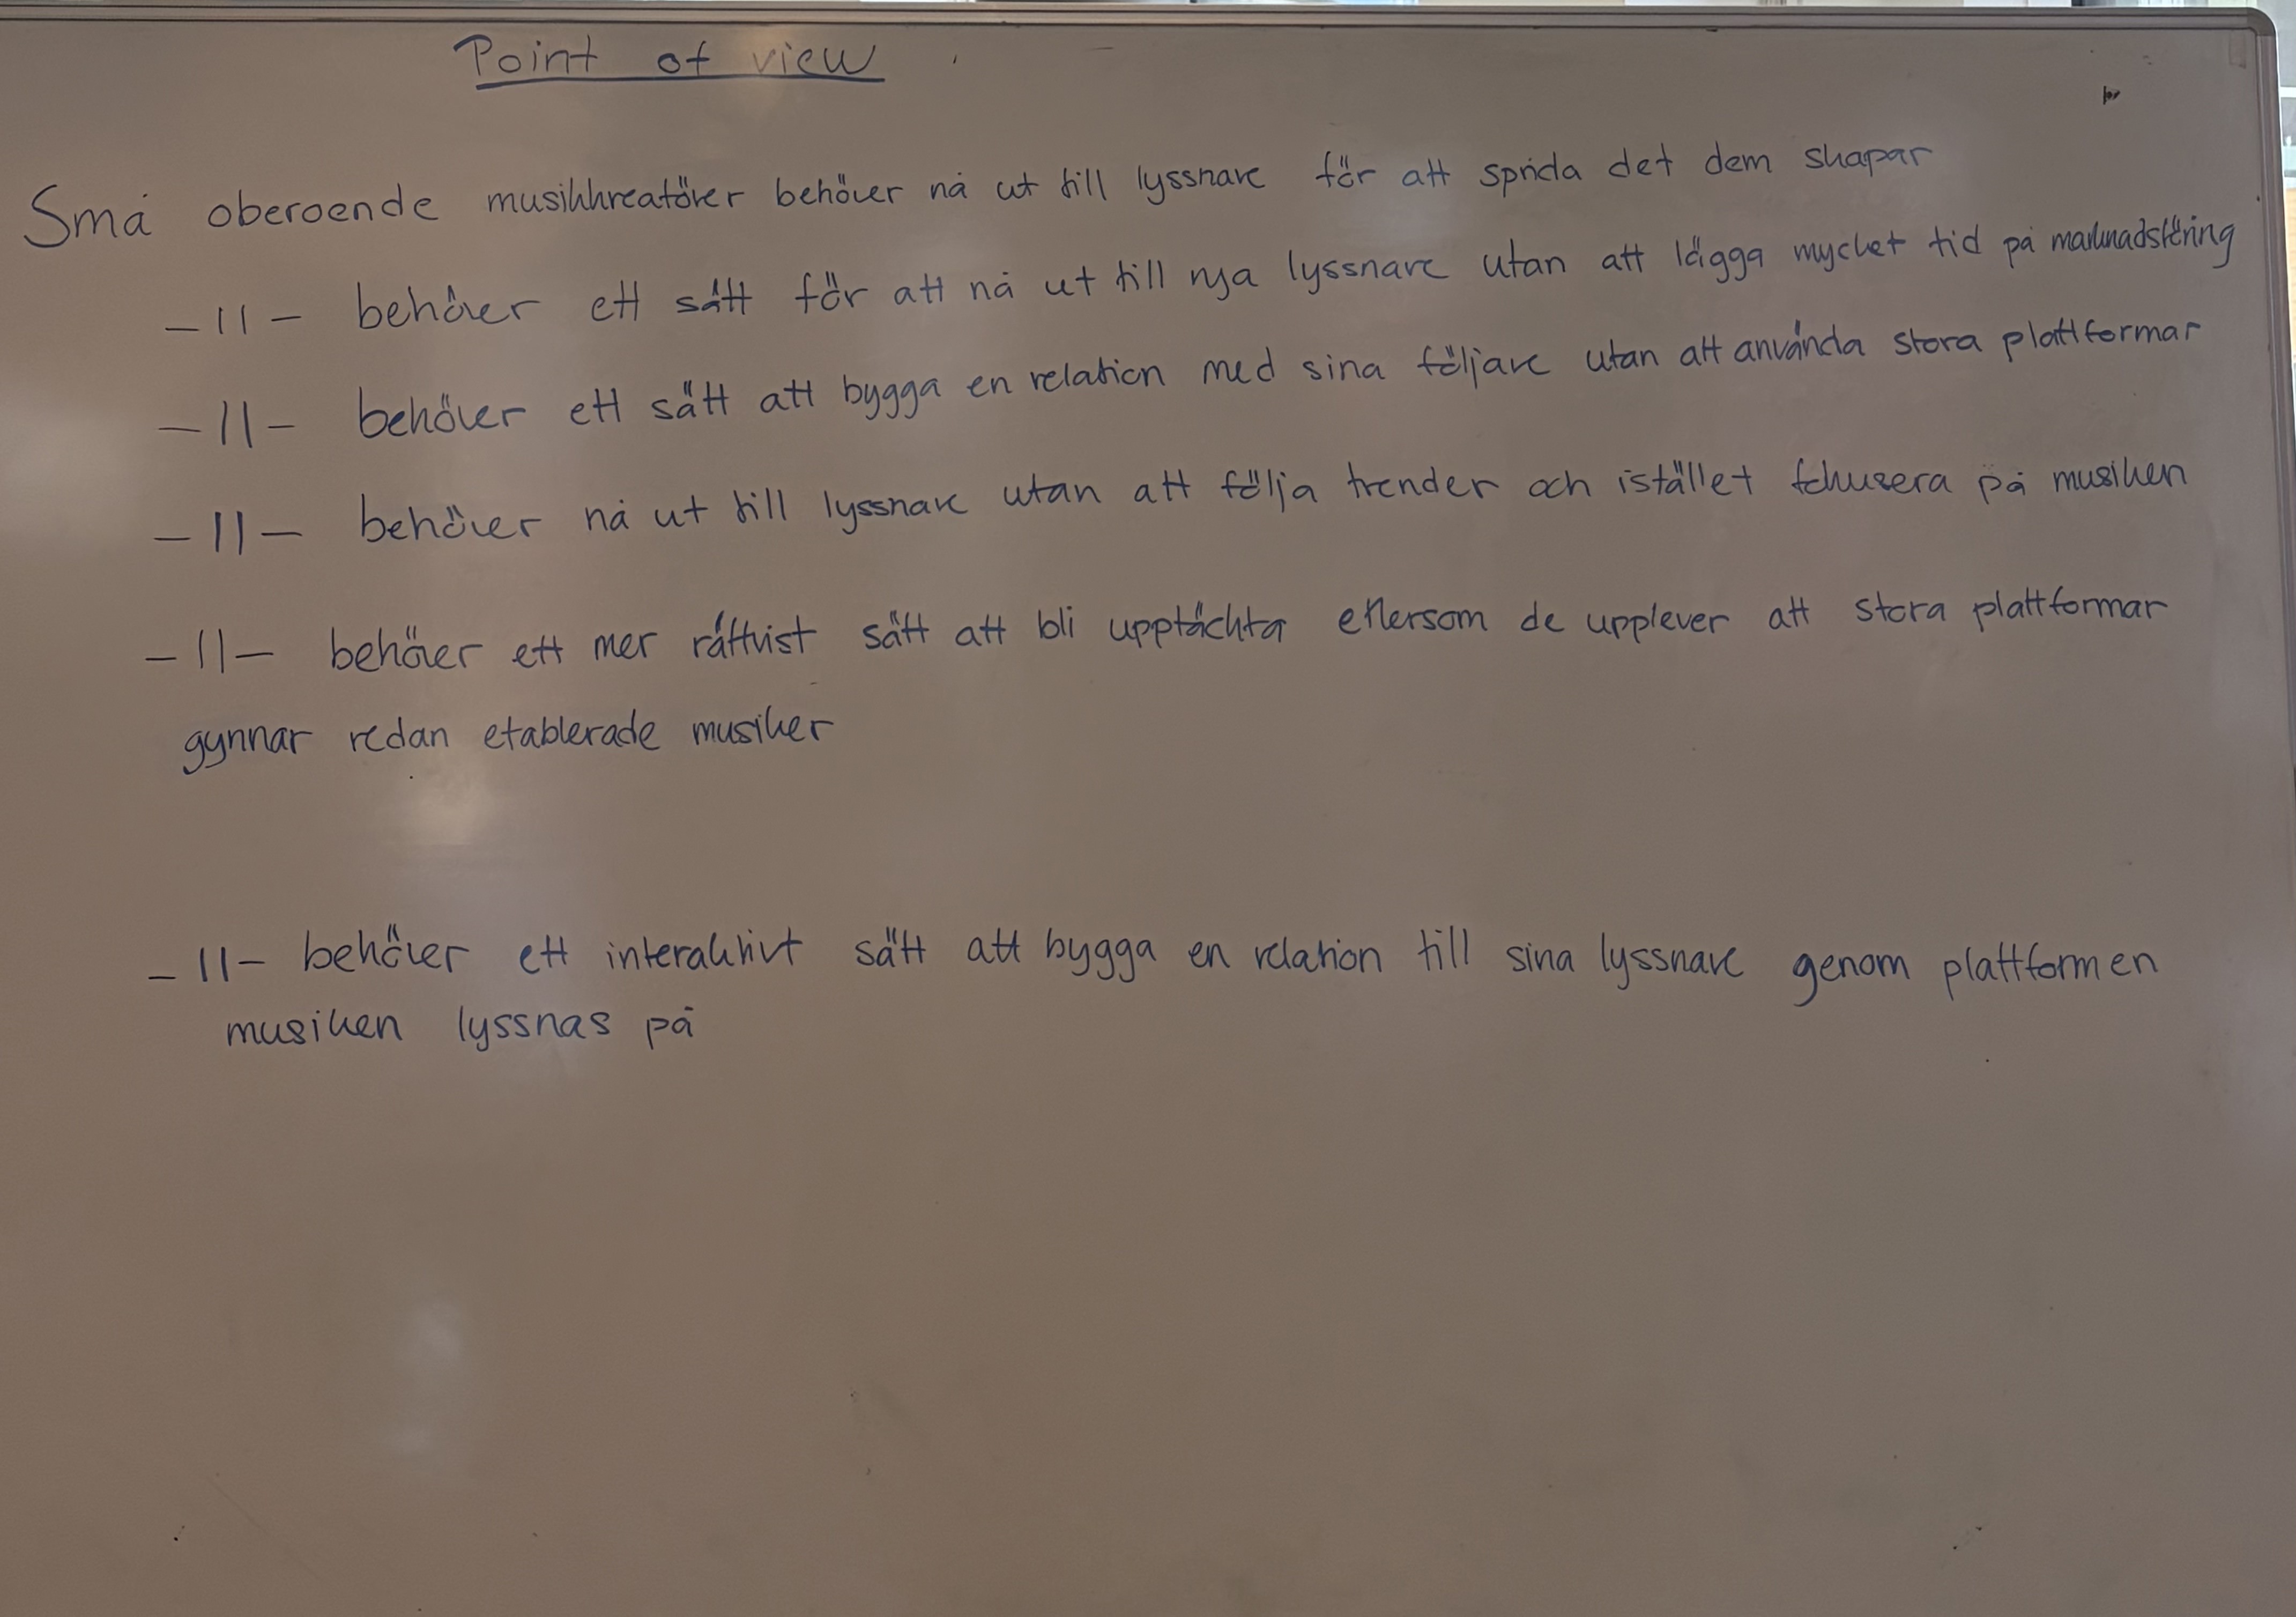 Point of view
Små oberoende musikkreatörer behöver nå ut till lyssnare för att sprida det dem skapar
-11- behöver ett sätt för att nå ut till nya lyssnare utan att lägga mycket tid på marknadsföring
-11- behöver ett sätt att bygga en relation med sina följare utan att använda stora plattformar
-11- behöver nå ut till lyssnare utan att följa trender och istället fokusera på musiken
-11- behöver ett mer rättvist sätt att bli upptäckta eftersom de upplever att stora plattformar
gynnar redan etablerade musiker
-11- behöver ett interaktivt sätt att bygga en relation till sina lyssnare genom plattformen
musiken lyssnas på